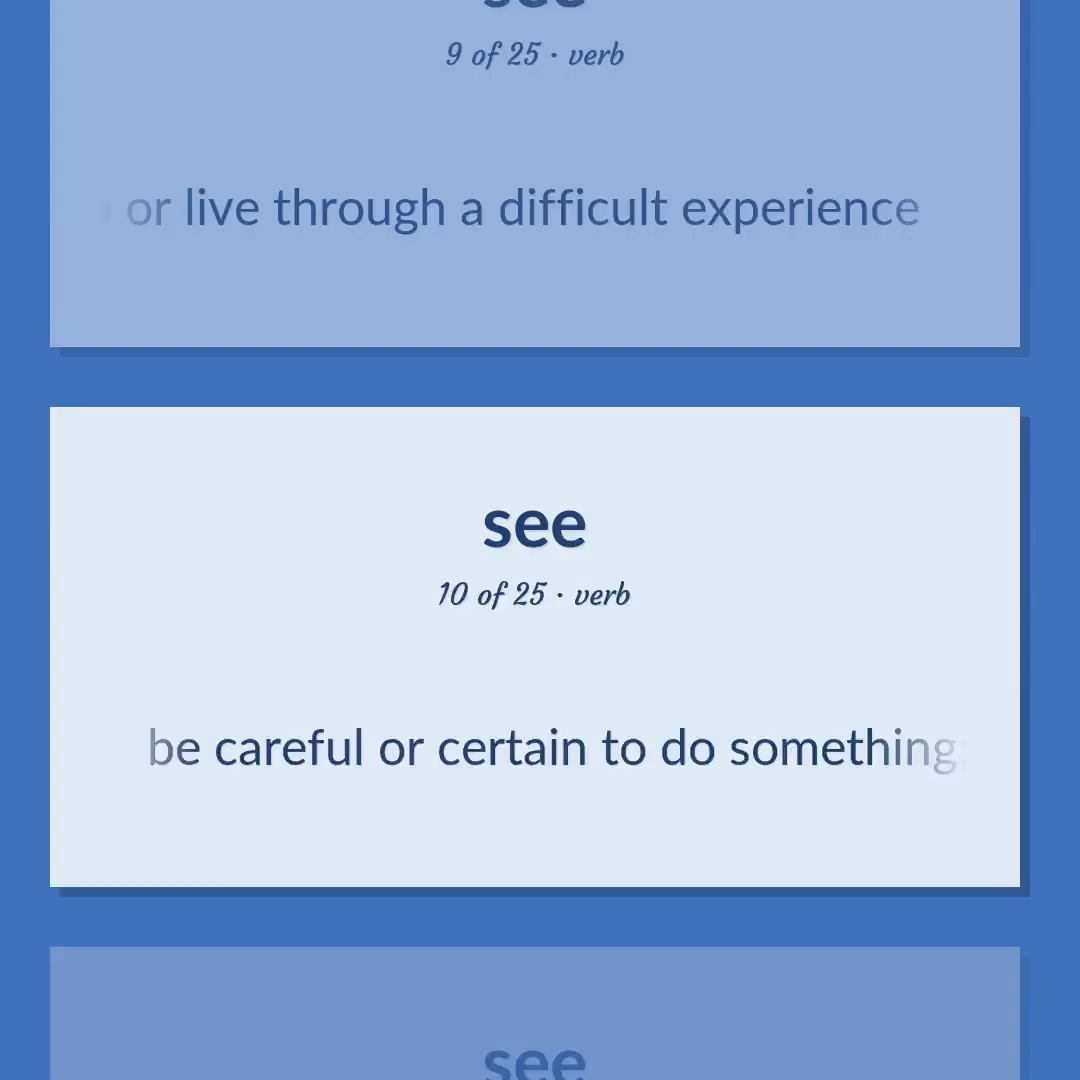 see
9 of 25 · verb
or live through a difficult experience
see
10 of 25 · verb
be careful or certain to do something;
see